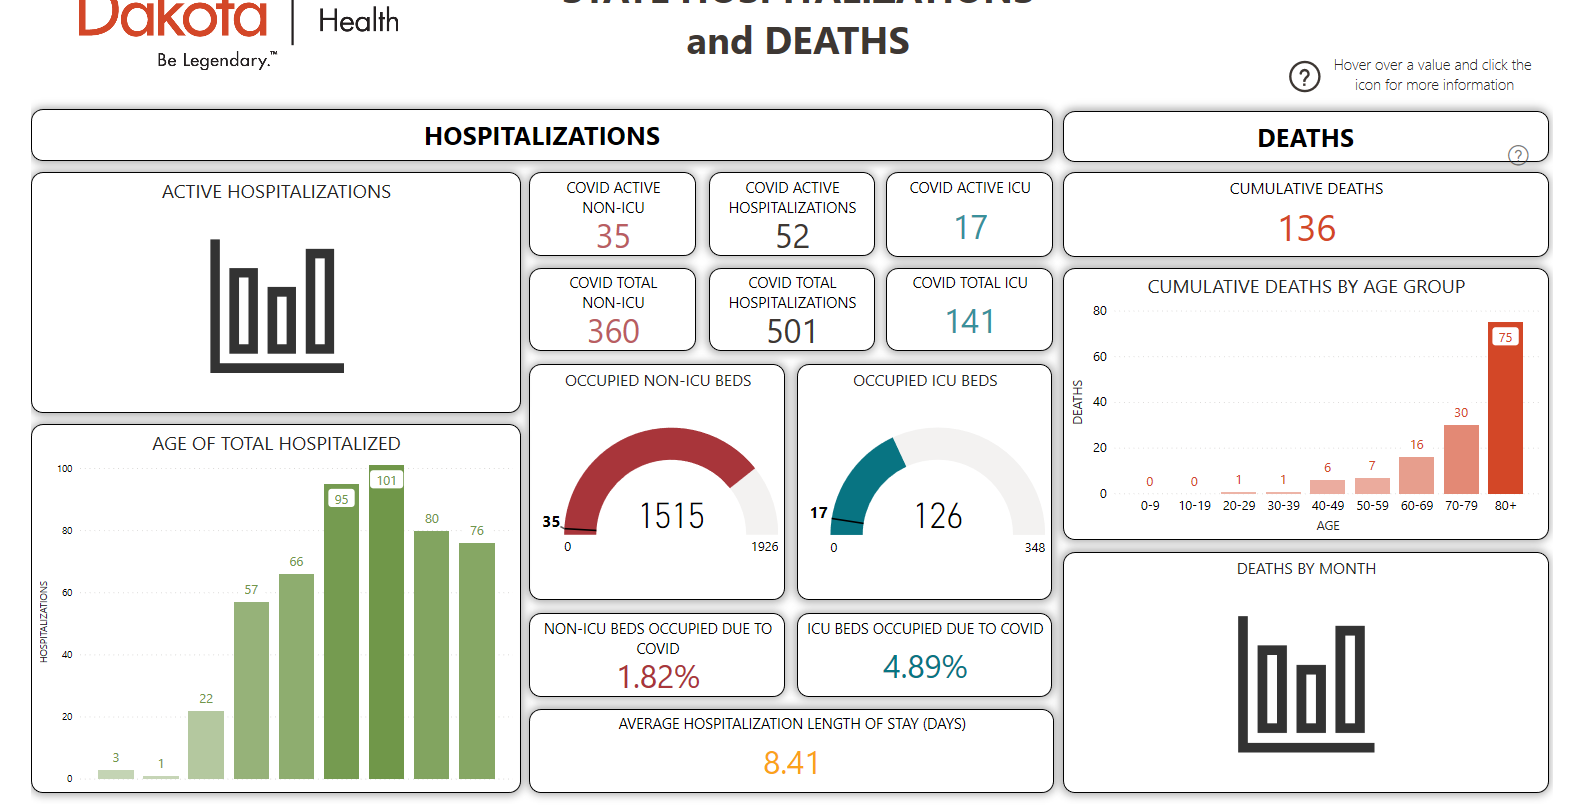 Dakota
Health
Be Legendary.™
STATE HOSPITALIZATIONS
and DEATHS
?
Hover over a value and click the
icon for more information
HOSPITALIZATIONS
DEATHS
?
ACTIVE HOSPITALIZATIONS
COVID ACTIVE
NON-ICU
35
COVID ACTIVE
HOSPITALIZATIONS
52
COVID ACTIVE ICU
17
COVID TOTAL
NON-ICU
360
COVID TOTAL
HOSPITALIZATIONS
501
COVID TOTAL ICU
141
AGE OF TOTAL HOSPITALIZED
HOSPITALIZATIONS
100
80
60
40
20
0
3
1
22
57
66
95
101
80
76
OCCUPIED NON-ICU BEDS
35
1515
0
1926
OCCUPIED ICU BEDS
17
126
0
348
NON-ICU BEDS OCCUPIED DUE TO
COVID
1.82%
ICU BEDS OCCUPIED DUE TO COVID
4.89%
AVERAGE HOSPITALIZATION LENGTH OF STAY (DAYS)
8.41
CUMULATIVE DEATHS
136
CUMULATIVE DEATHS BY AGE GROUP
DEATHS
80
60
40
20
0
0
0
1
1
6
7
16
30
75
0-9
10-19
20-29
30-39
40-49
50-59
60-69
70-79
80+
AGE
DEATHS BY MONTH